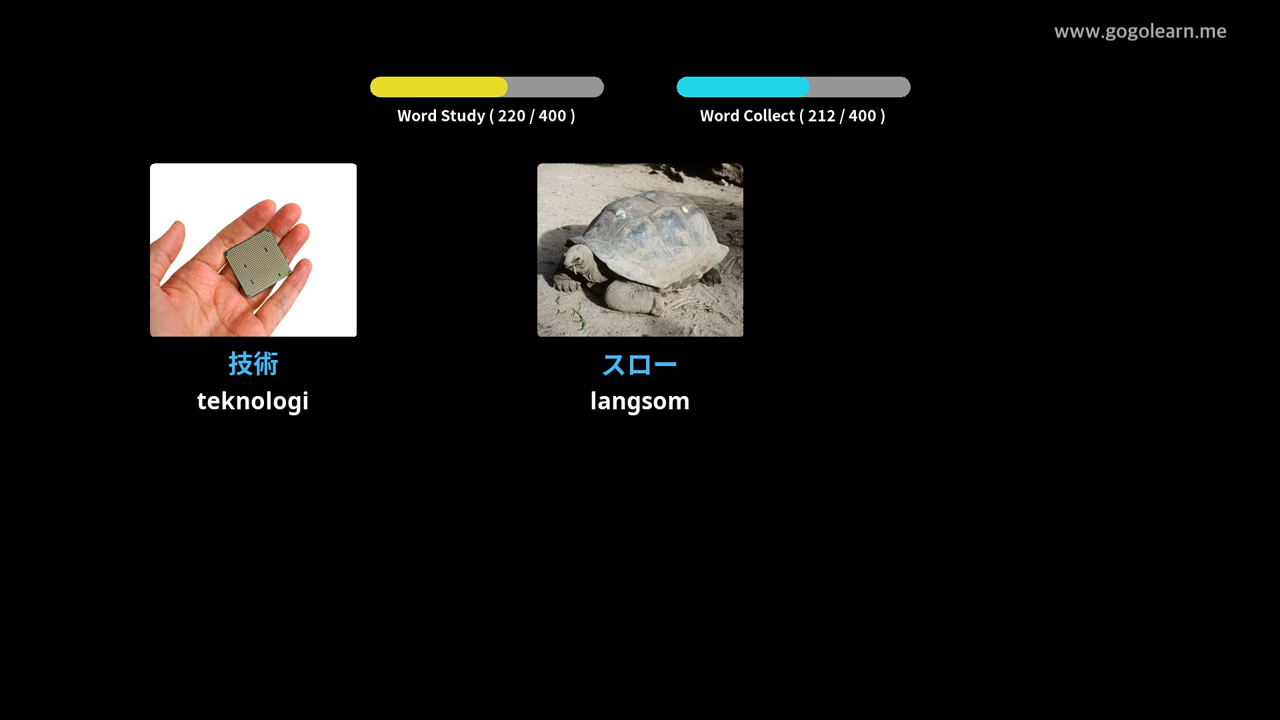 www.gogolearn.me
Word Study ( 220 / 400 )
Word Collect ( 212 / 400 )
技術
teknologi
スロー
langsom